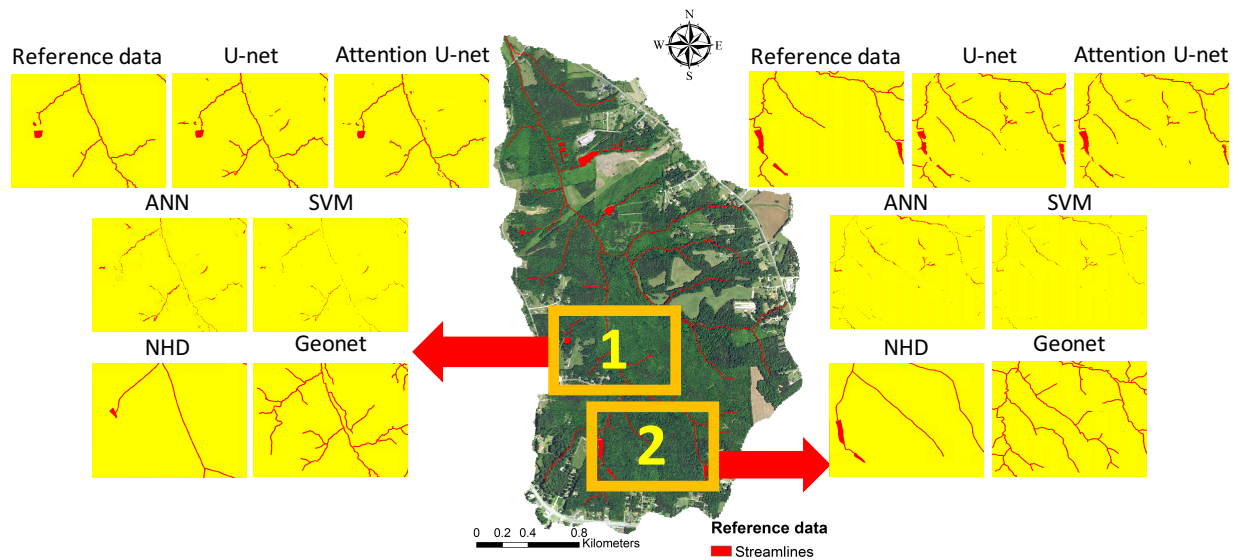 Reference data U-net Attention U-net
ANN SVM
NHD Geonet
N
W E
S
1
2
0 0.2 0.4 0.8
Kilometers
Reference data
Streamlines
Reference data U-net Attention U-net
ANN SVM
NHD Geonet